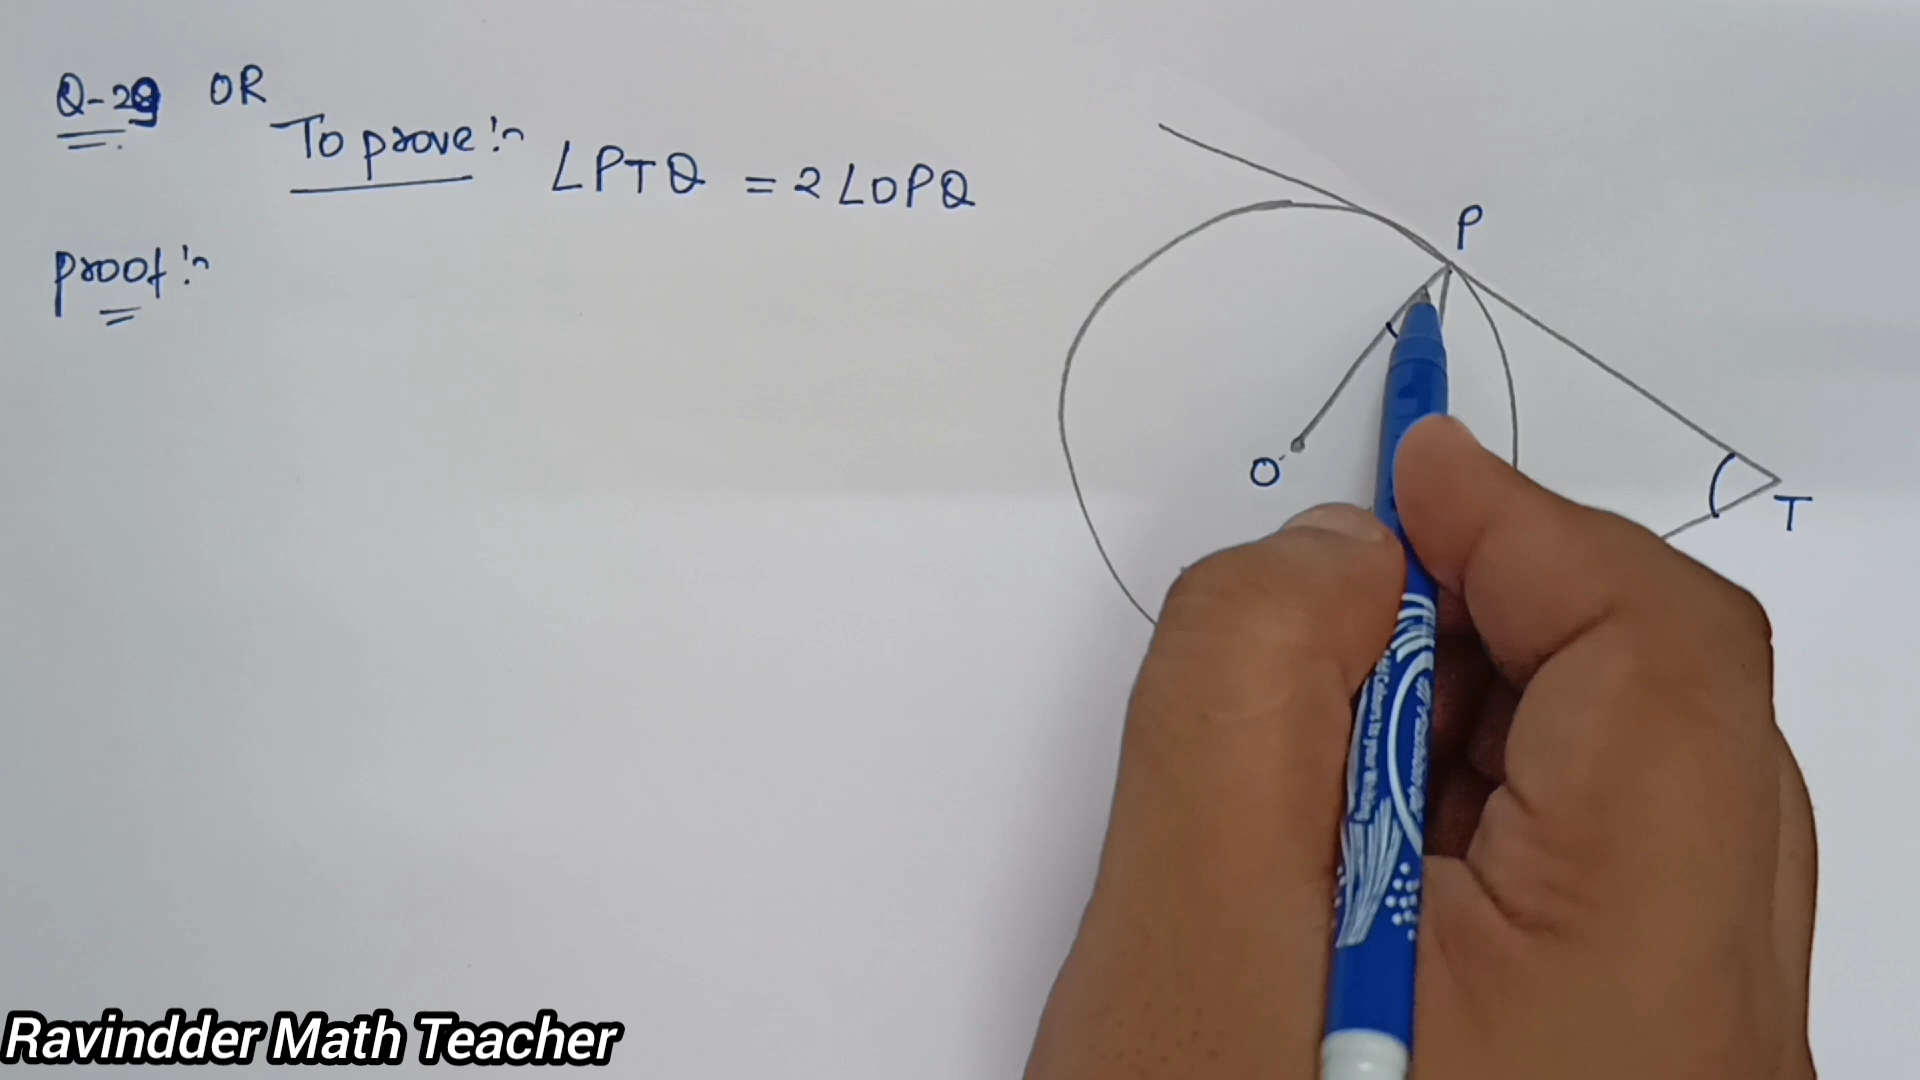 Q-29 OR
To prove :-
∠PTQ = 2∠OPQ
Proof :-
P
O
T
Ravindder Math Teacher